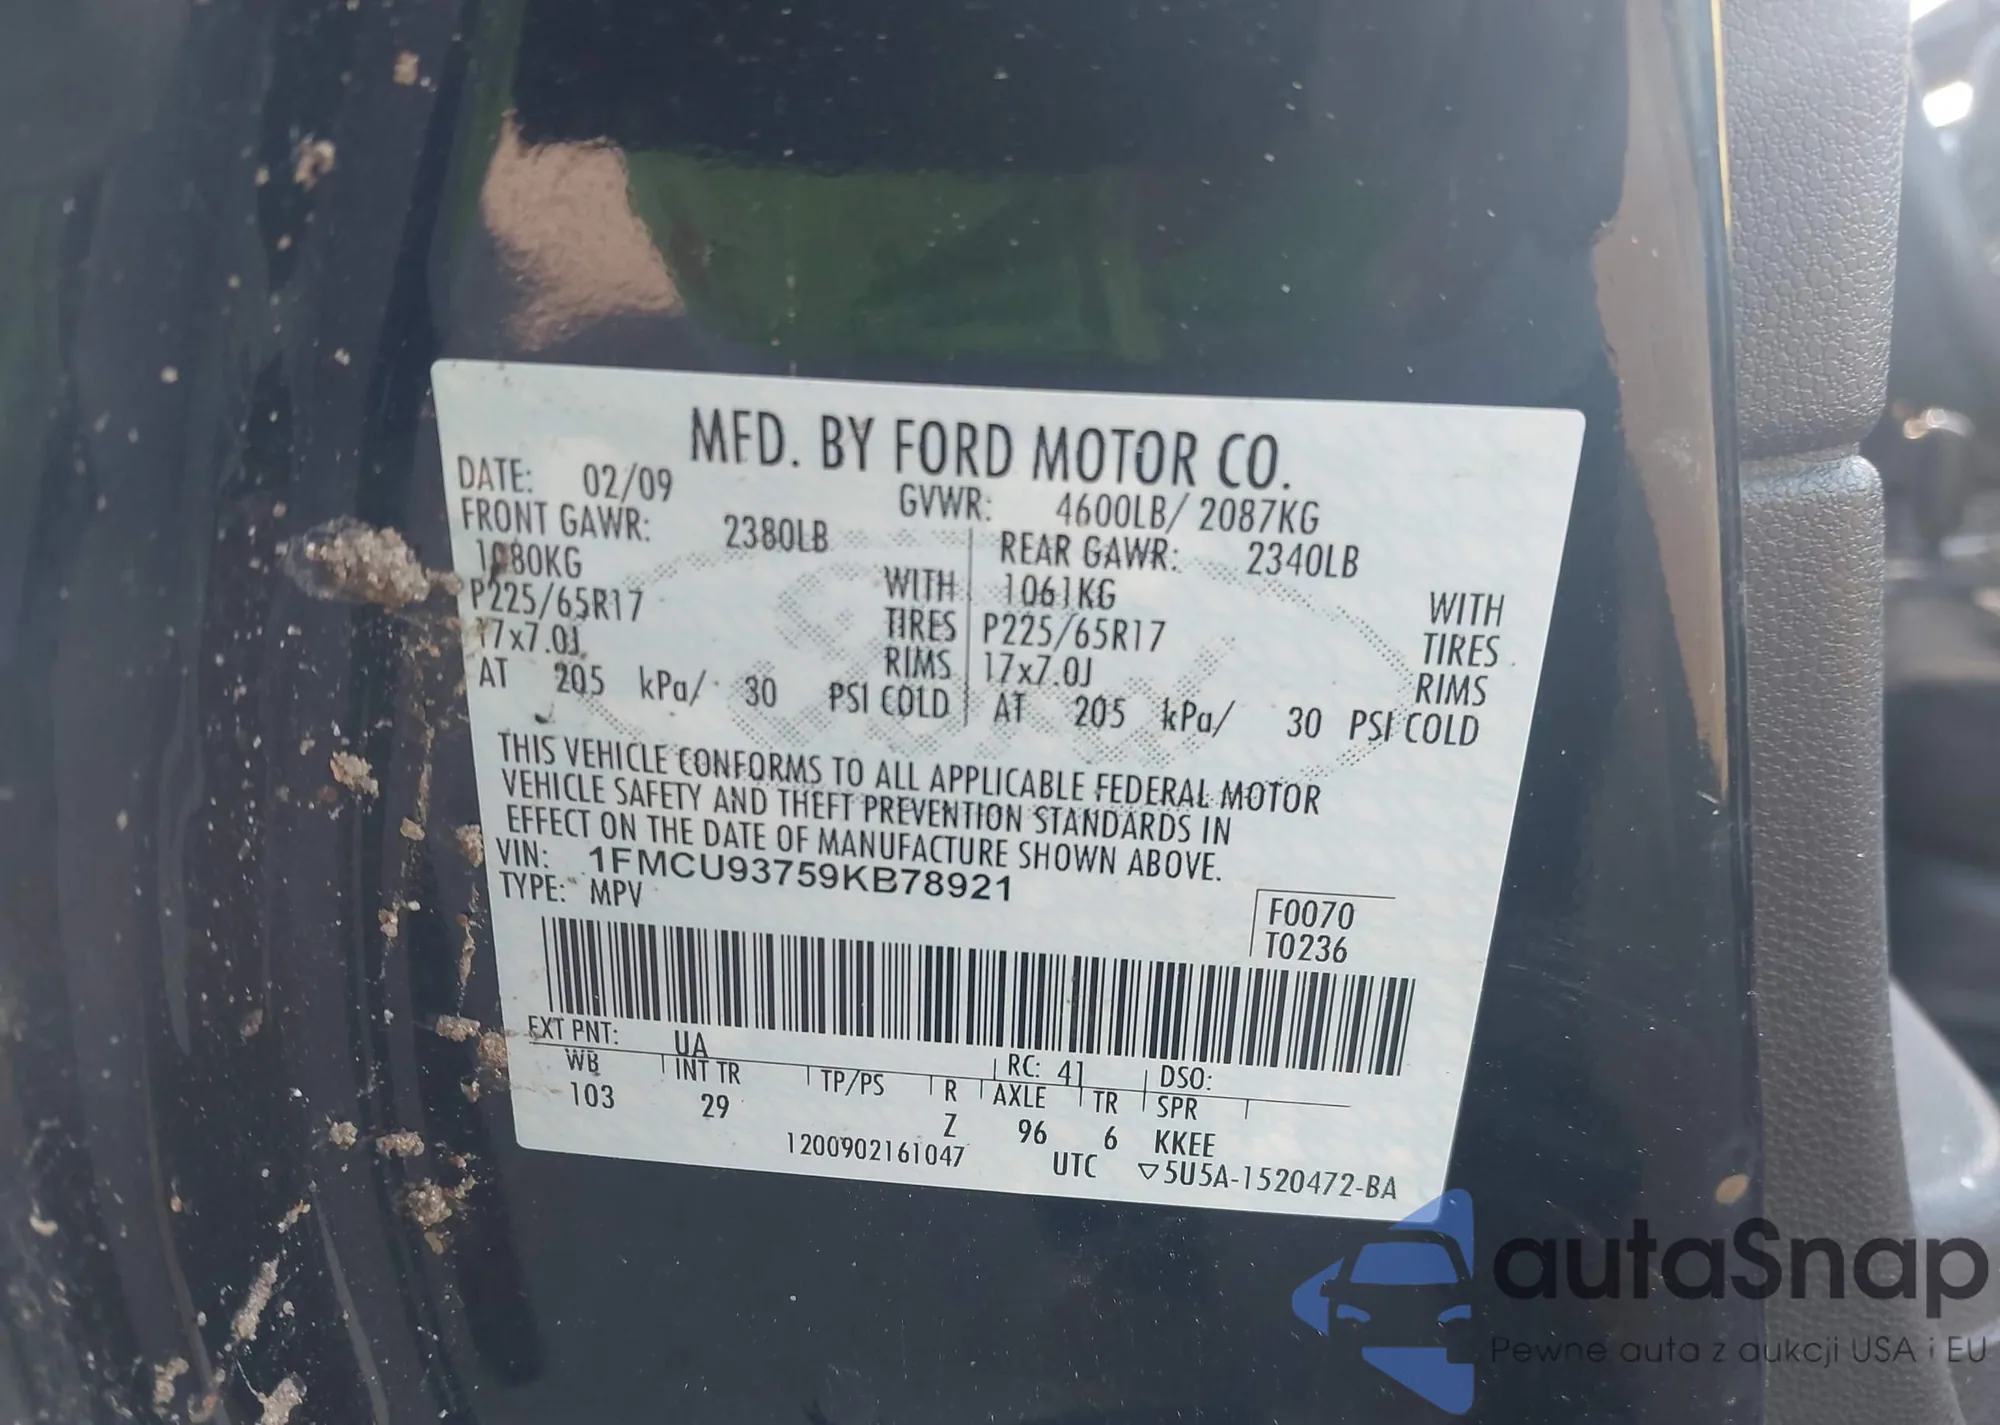 MFD. BY FORD MOTOR CO.
DATE: 02/09 GVWR: 4600LB/ 2087KG
FRONT GAWR: 2380LB REAR GAWR: 2340LB
1080KG WITH 1061KG WITH
P225/65R17 TIRES P225/65R17 TIRES
17x7.0J RIMS 17x7.0J RIMS
AT 205 kPa/ 30 PSI COLD AT 205 kPa/ 30 PSI COLD
THIS VEHICLE CONFORMS TO ALL APPLICABLE FEDERAL MOTOR
VEHICLE SAFETY AND THEFT PREVENTION STANDARDS IN
EFFECT ON THE DATE OF MANUFACTURE SHOWN ABOVE.
VIN: 1FMCU93759KB78921
TYPE: MPV
F0070
T0236
EXT PNT: UA RC: 41 DSO:
WB INT TR TP/PS R AXLE TR SPR
103 29 Z 96 6 KKEE
1200902161047 UTC ▽5U5A-1520472-BA
autoSnap
Pewne auta z aukcji USA i EU